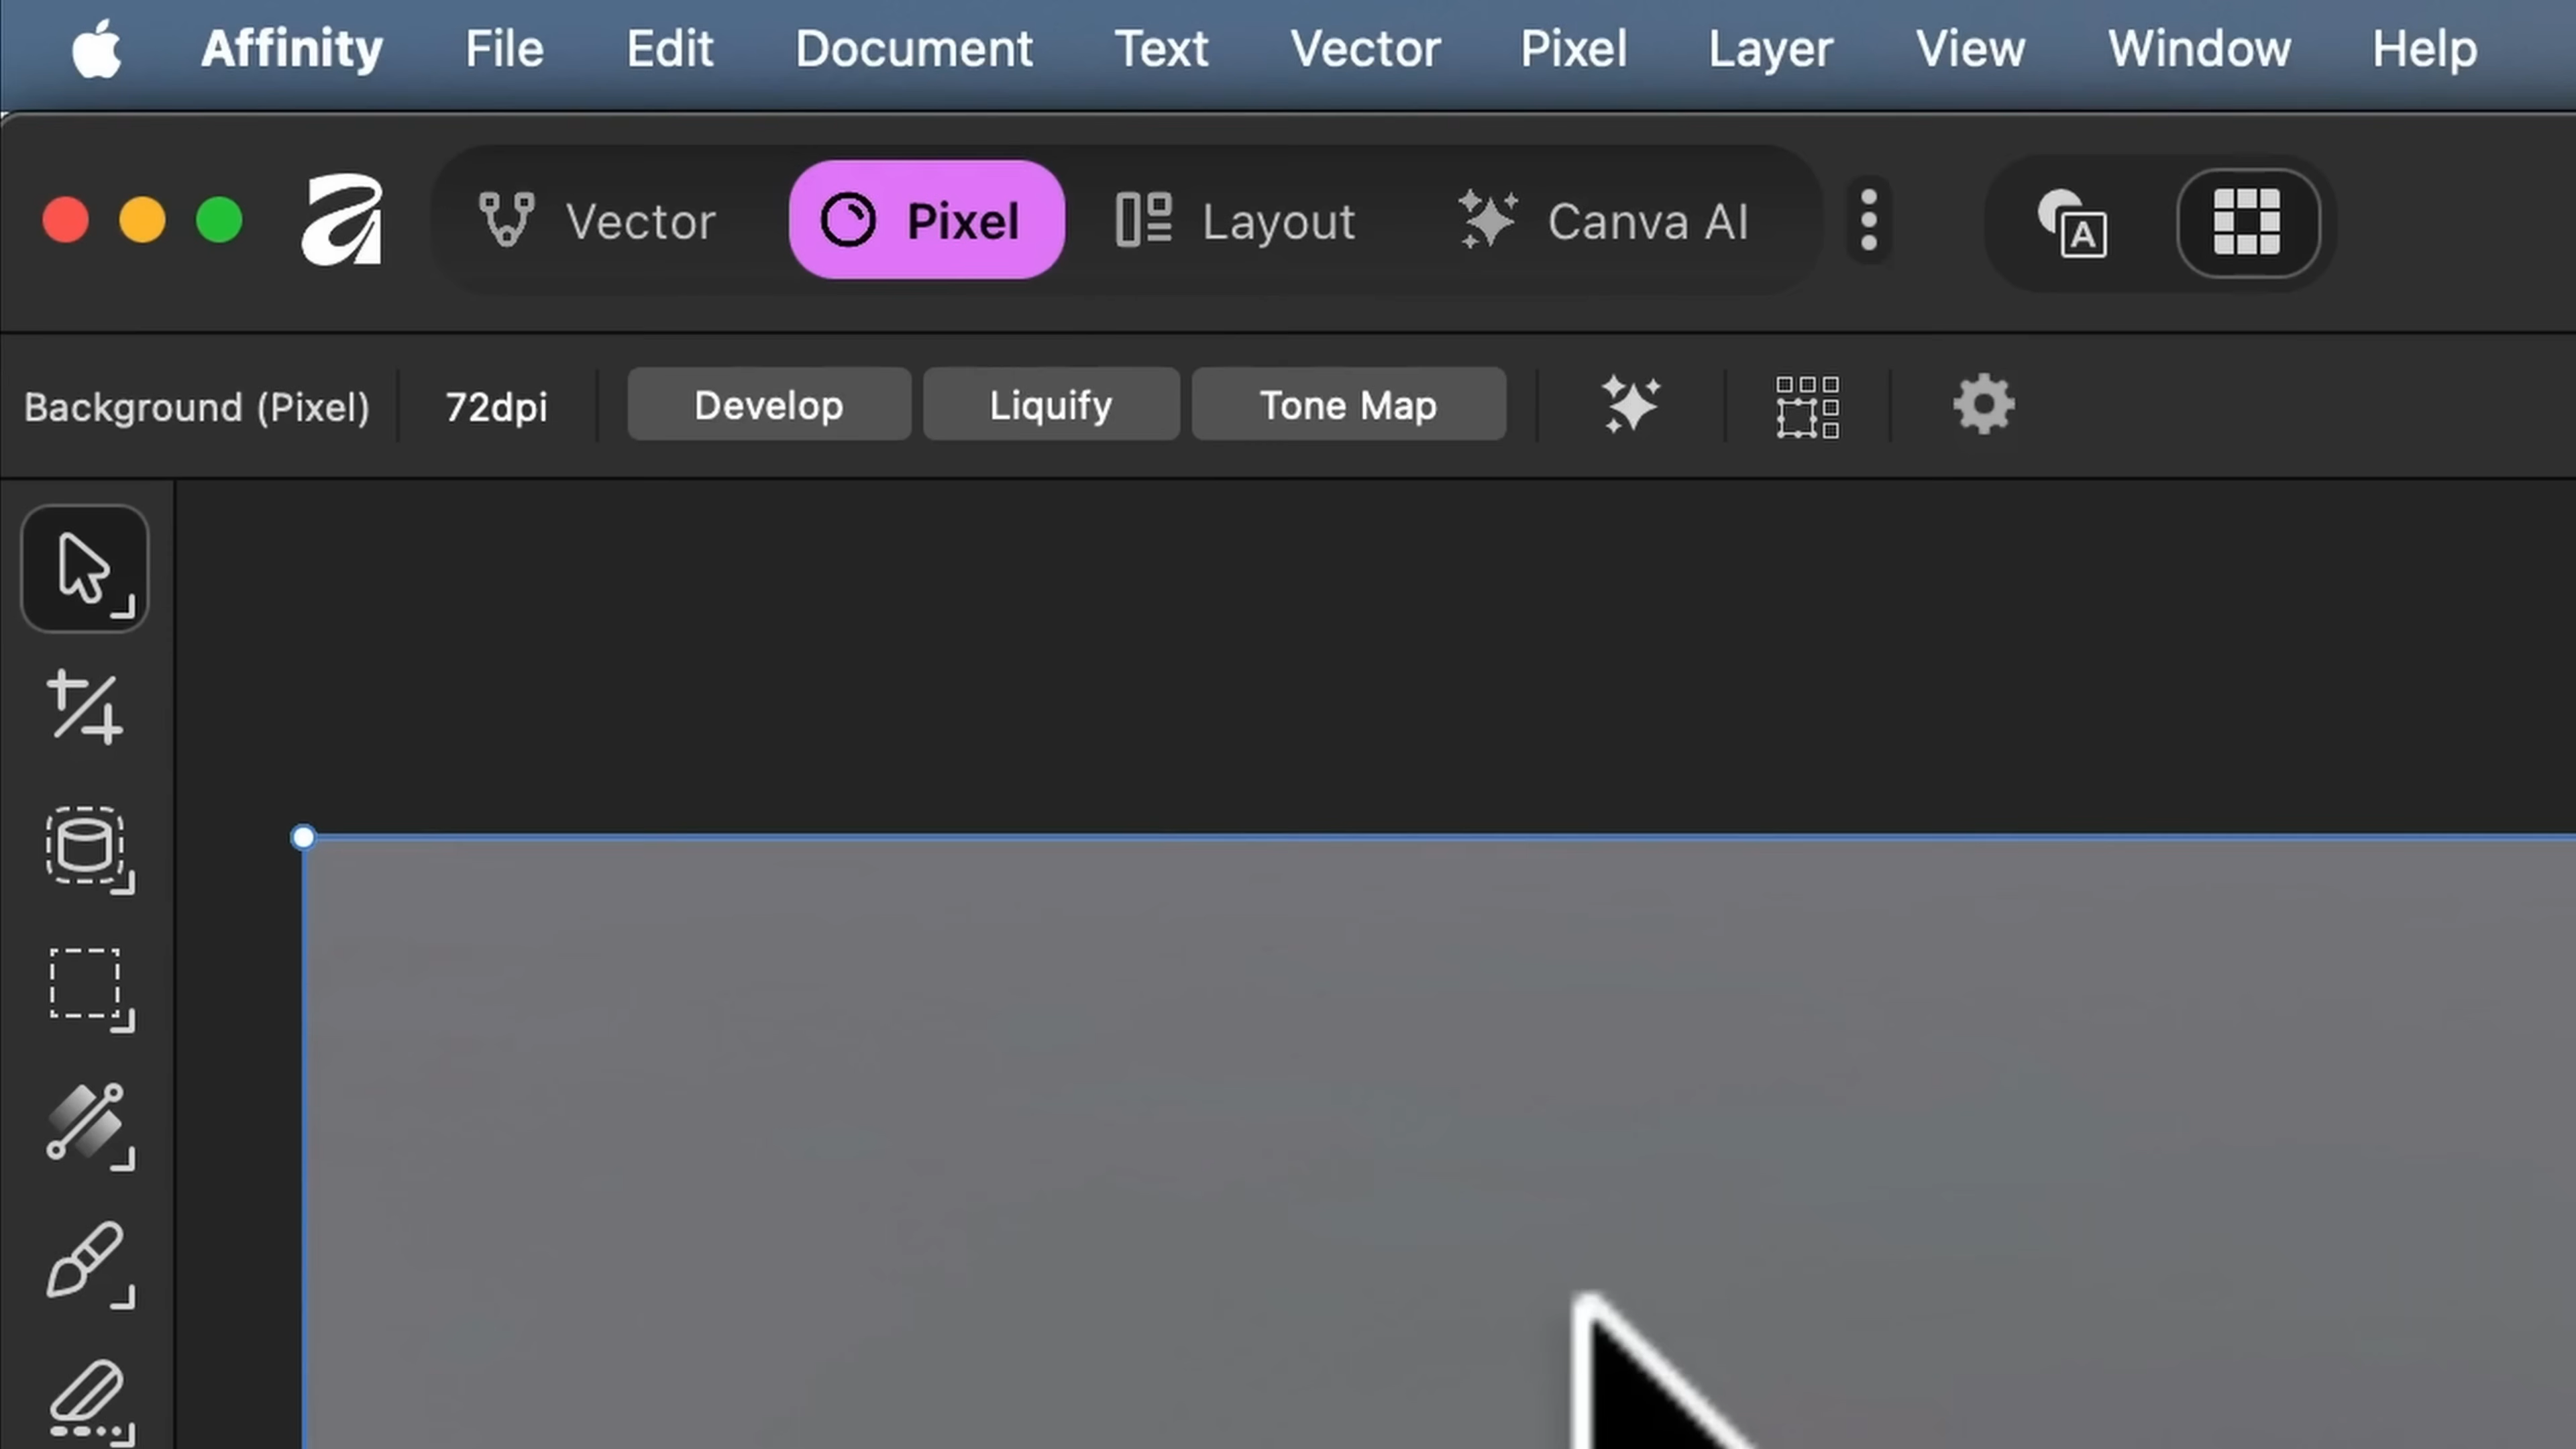 Affinity File Edit Document Text Vector Pixel Layer View Window Help
Vector Pixel Layout Canva AI A
Background (Pixel) 72dpi Develop Liquify Tone Map